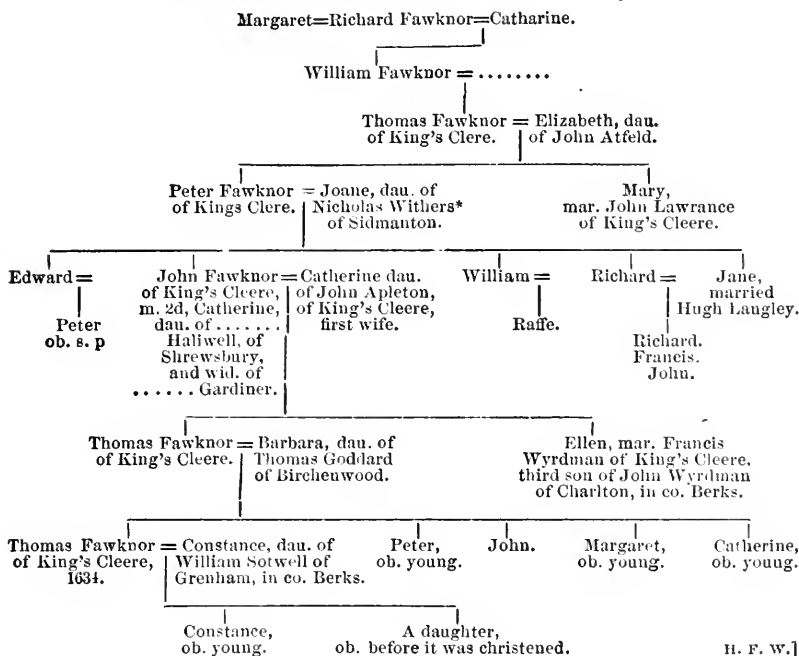 Margaret=Richard Fawknor=Catharine.
William Fawknor = ........
Thomas Fawknor = Elizabeth, dau.
of King's Clere. of John Atfeld.
Peter Fawknor = Joane, dau. of
of Kings Clere. Nicholas Withers*
of Sidmanton.
Mary,
mar. John Lawrance
of King's Cleere.
Edward=
Peter
ob. s. p
John Fawknor = Catherine dau.
of King's Cleere, of John Apleton,
m. 2d, Catherine, of King's Cleere,
dau. of ....... first wife.
Haliwell, of
Shrewsbury,
and wid. of
...... Gardiner.
William=
Raffe.
Richard=
Richard.
Francis.
John.
Jane,
married
Hugh Langley.
Thomas Fawknor = Barbara, dau. of
of King's Cleere. Thomas Goddard
of Birchenwood.
Ellen, mar. Francis
Wyrdman of King's Cleere,
third son of John Wyrdman
of Charlton, in co. Berks.
Thomas Fawknor = Constance, dau. of
of King's Cleere, William Sotwell of
1634. Grenham, in co. Berks.
Peter,
ob. young.
John.
Margaret,
ob. young.
Catherine,
ob. young.
Constance,
ob. young.
A daughter,
ob. before it was christened.
H. F. W.]